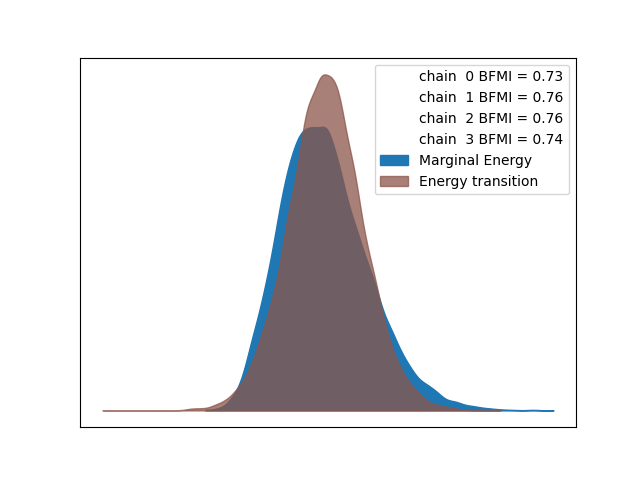 chain  0 BFMI = 0.73
chain  1 BFMI = 0.76
chain  2 BFMI = 0.76
chain  3 BFMI = 0.74
Marginal Energy
Energy transition